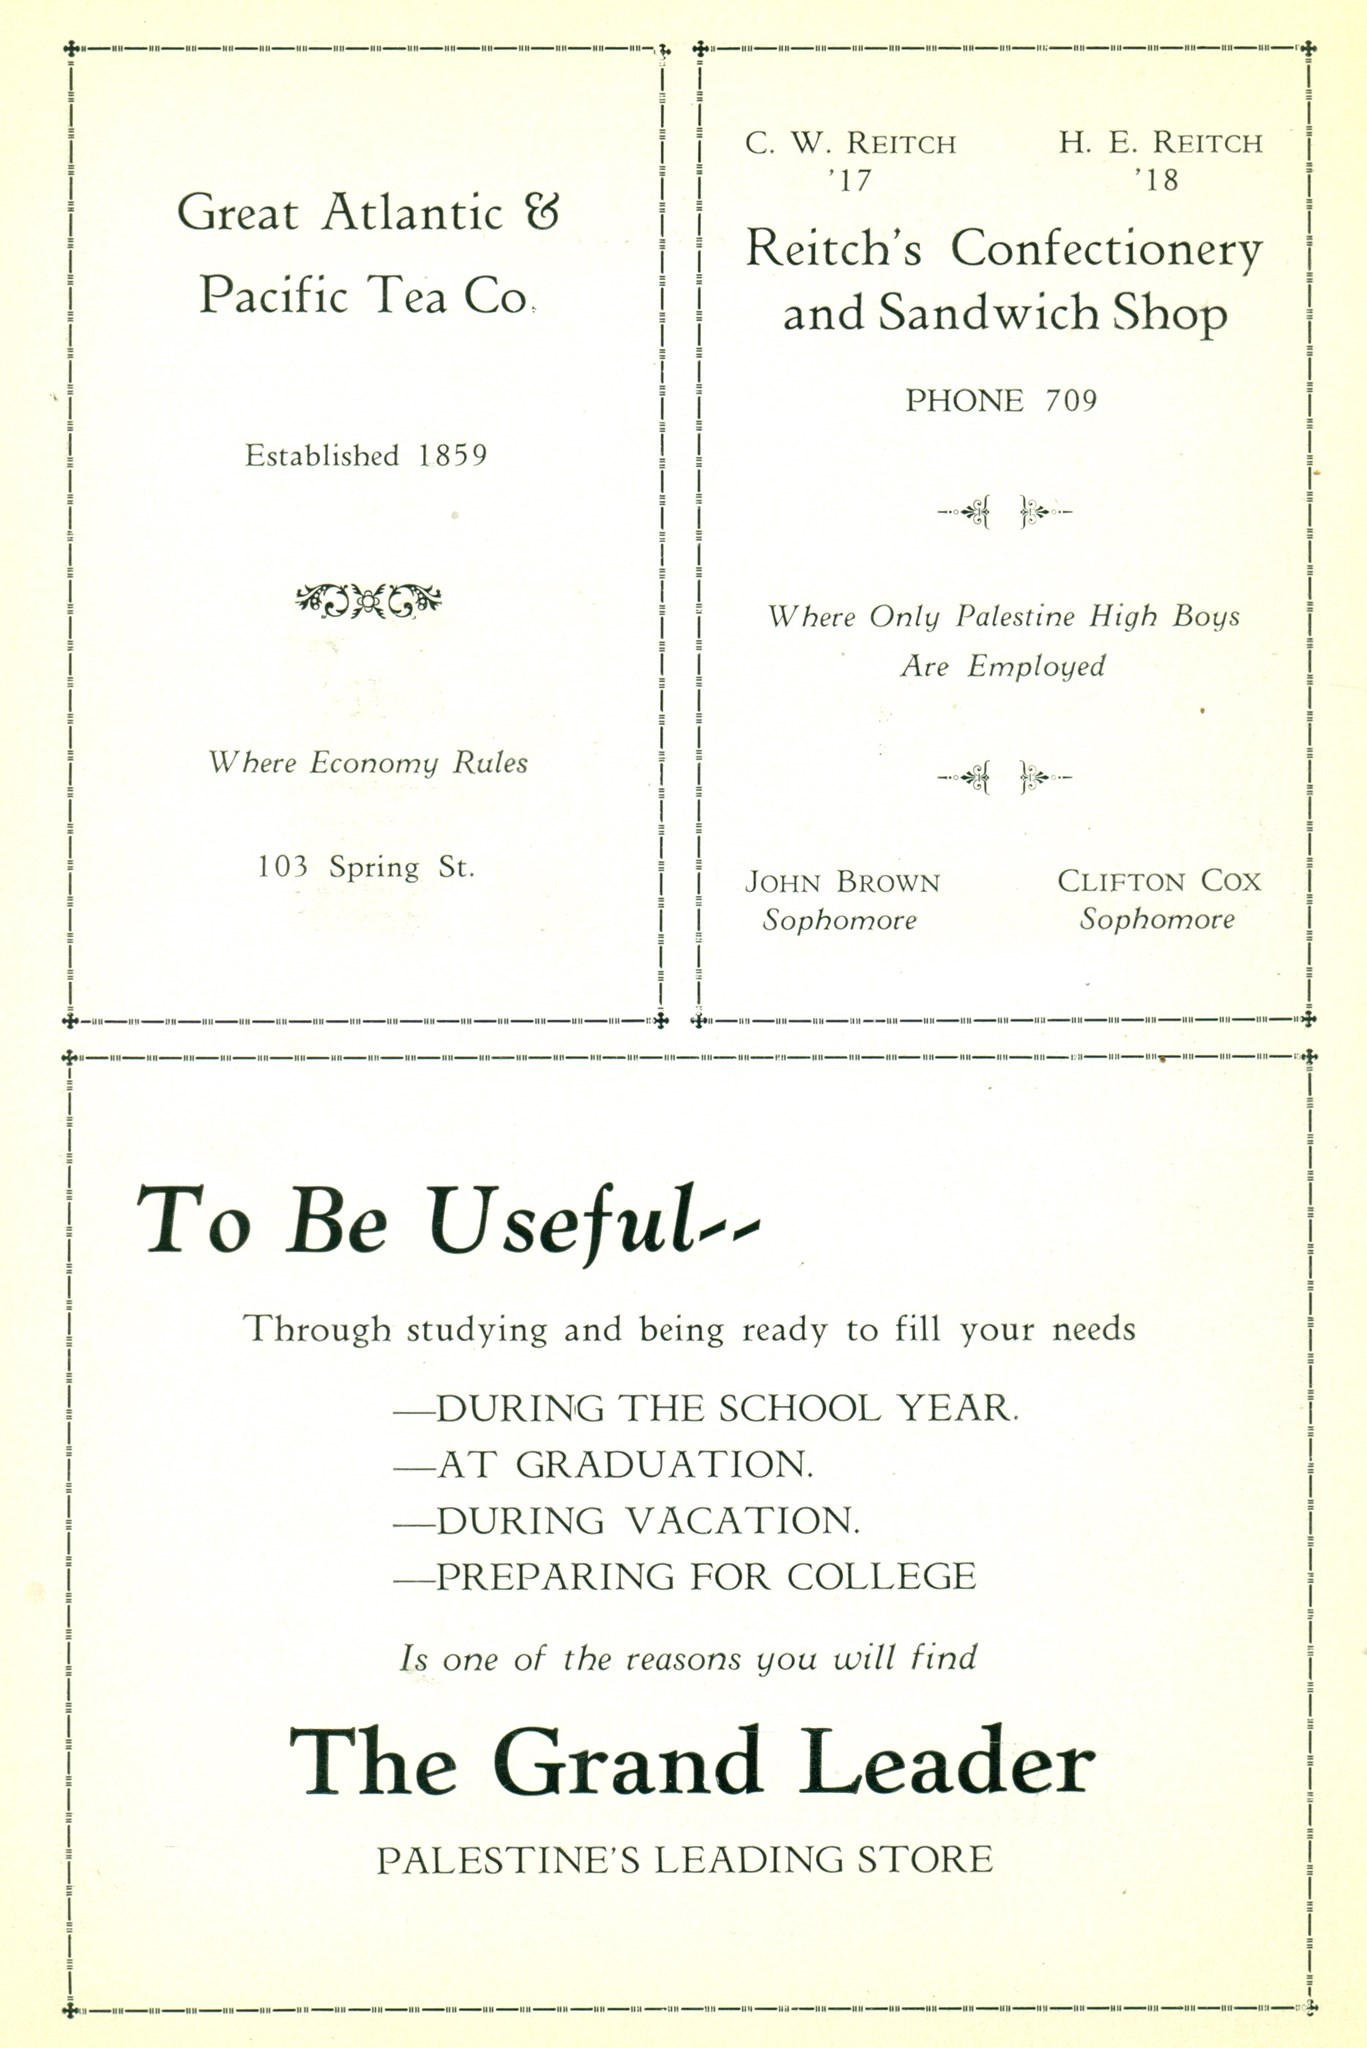 Great Atlantic &
Pacific Tea Co.
Established 1859
Where Economy Rules
103 Spring St.
C. W. REITCH H. E. REITCH
'17 '18
Reitch's Confectionery
and Sandwich Shop
PHONE 709
Where Only Palestine High Boys
Are Employed
JOHN BROWN CLIFTON COX
Sophomore Sophomore
To Be Useful--
Through studying and being ready to fill your needs
—DURING THE SCHOOL YEAR.
—AT GRADUATION.
—DURING VACATION.
—PREPARING FOR COLLEGE
Is one of the reasons you will find
The Grand Leader
PALESTINE'S LEADING STORE